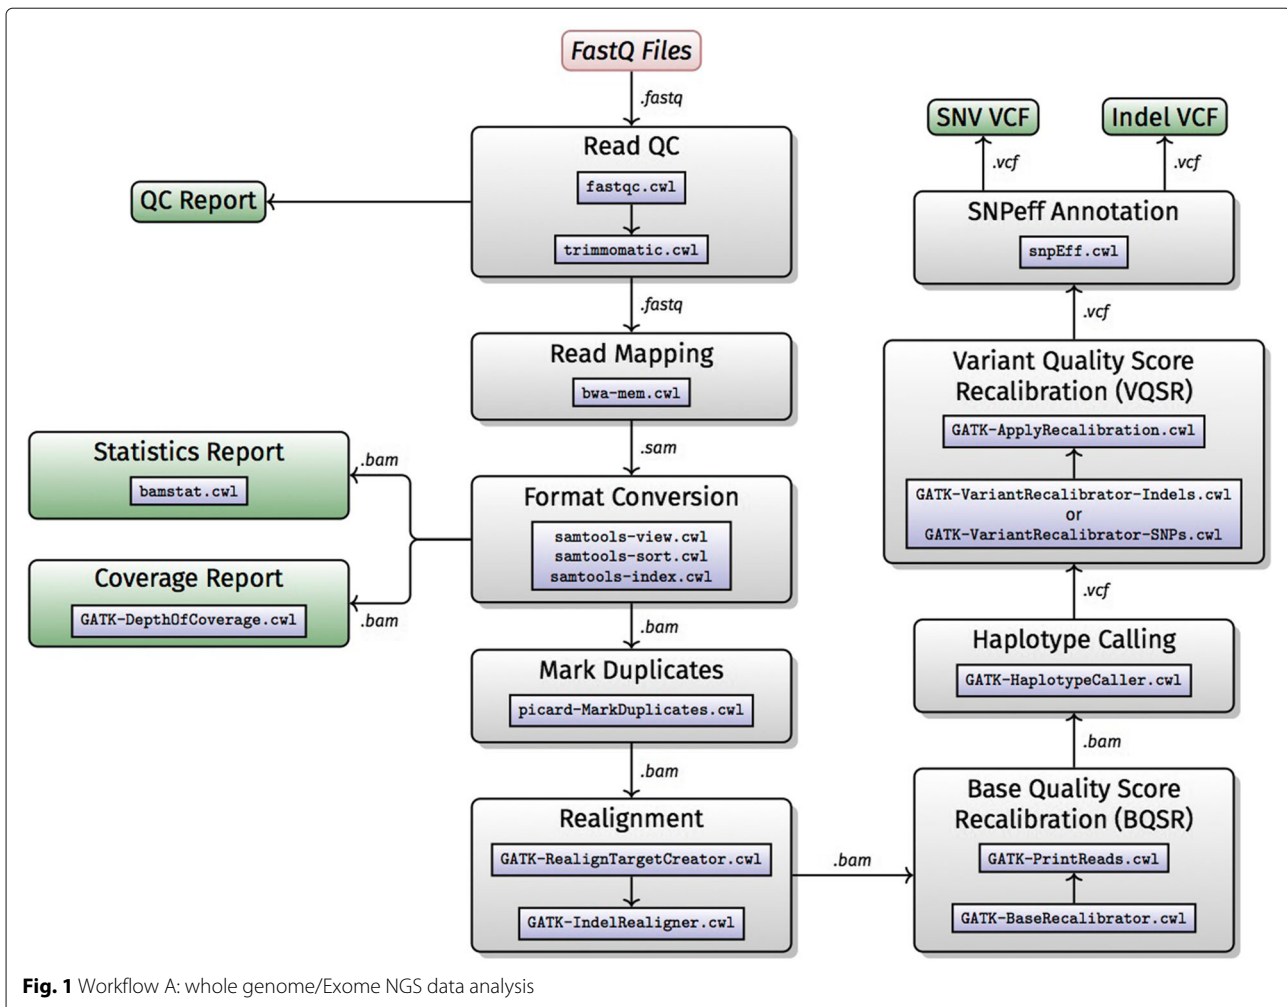 FastQ Files
.fastq
Read QC
fastqc.cwl
trimmomatic.cwl
QC Report
.fastq
Read Mapping
bwa-mem.cwl
.sam
Format Conversion
samtools-view.cwl
samtools-sort.cwl
samtools-index.cwl
.bam
Statistics Report
bamstat.cwl
.bam
Coverage Report
GATK-DepthOfCoverage.cwl
.bam
Mark Duplicates
picard-MarkDuplicates.cwl
.bam
Realignment
GATK-RealignTargetCreator.cwl
GATK-IndelRealigner.cwl
.bam
Base Quality Score
Recalibration (BQSR)
GATK-PrintReads.cwl
GATK-BaseRecalibrator.cwl
.bam
Haplotype Calling
GATK-HaplotypeCaller.cwl
.vcf
Variant Quality Score
Recalibration (VQSR)
GATK-ApplyRecalibration.cwl
GATK-VariantRecalibrator-Indels.cwl
or
GATK-VariantRecalibrator-SNPs.cwl
.vcf
SNPeff Annotation
snpEff.cwl
.vcf
.vcf
SNV VCF
Indel VCF
Fig. 1 Workflow A: whole genome/Exome NGS data analysis